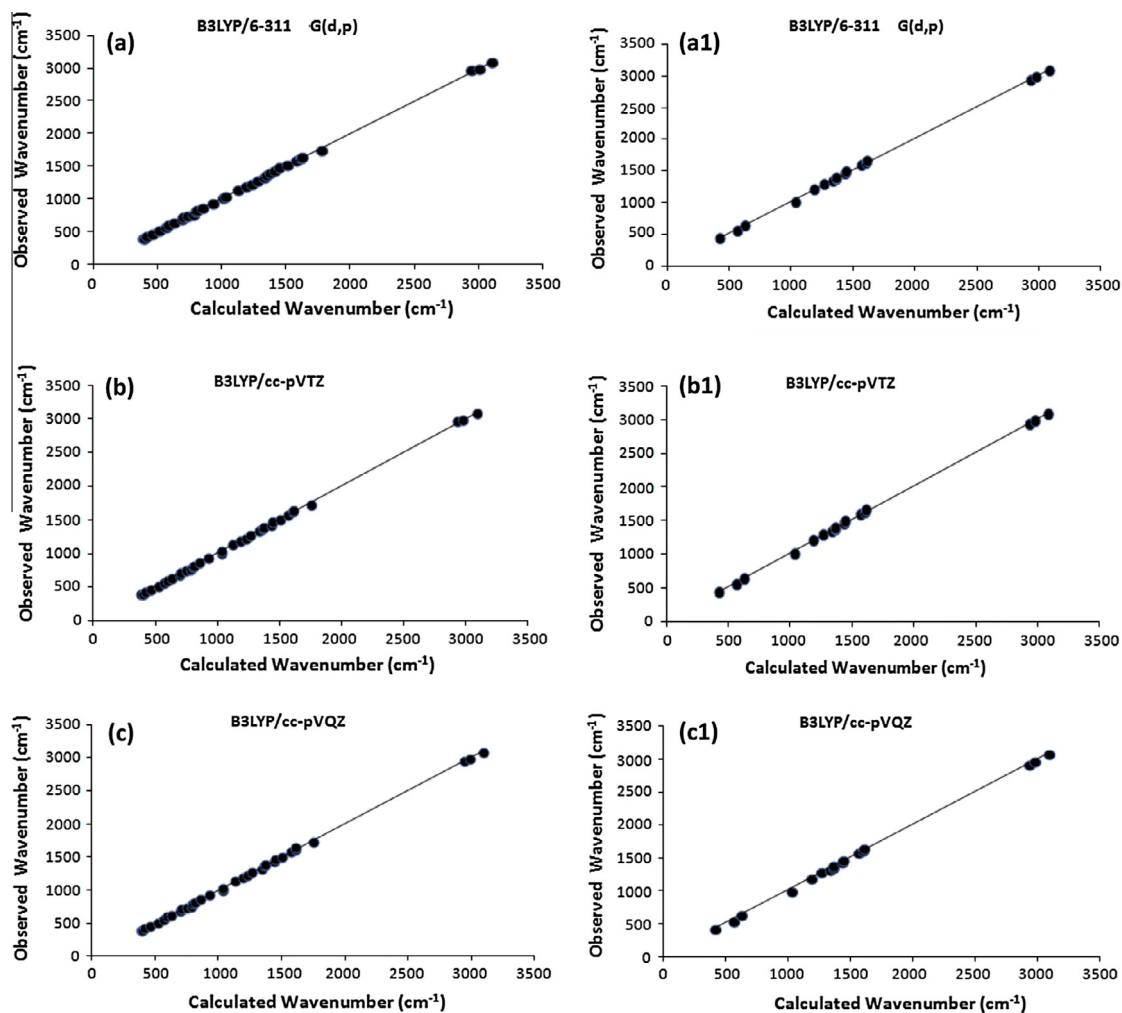 B3LYP/6-311 G(d,p)
(a)
Observed Wavenumber (cm-1)
3500
3000
2500
2000
1500
1000
500
0
0 500 1000 1500 2000 2500 3000 3500
Calculated Wavenumber (cm-1)
B3LYP/6-311 G(d,p)
(a1)
Observed Wavenumber (cm-1)
3500
3000
2500
2000
1500
1000
500
0
0 500 1000 1500 2000 2500 3000 3500
Calculated Wavenumber (cm-1)
B3LYP/cc-pVTZ
(b)
Observed Wavenumber (cm-1)
3500
3000
2500
2000
1500
1000
500
0
0 500 1000 1500 2000 2500 3000 3500
Calculated Wavenumber (cm-1)
B3LYP/cc-pVTZ
(b1)
Observed Wavenumber (cm-1)
3500
3000
2500
2000
1500
1000
500
0
0 500 1000 1500 2000 2500 3000 3500
Calculated Wavenumber (cm-1)
B3LYP/cc-pVQZ
(c)
Observed Wavenumber (cm-1)
3500
3000
2500
2000
1500
1000
500
0
0 500 1000 1500 2000 2500 3000 3500
Calculated Wavenumber (cm-1)
B3LYP/cc-pVQZ
(c1)
Observed Wavenumber (cm-1)
3500
3000
2500
2000
1500
1000
500
0
0 500 1000 1500 2000 2500 3000 3500
Calculated Wavenumber (cm-1)